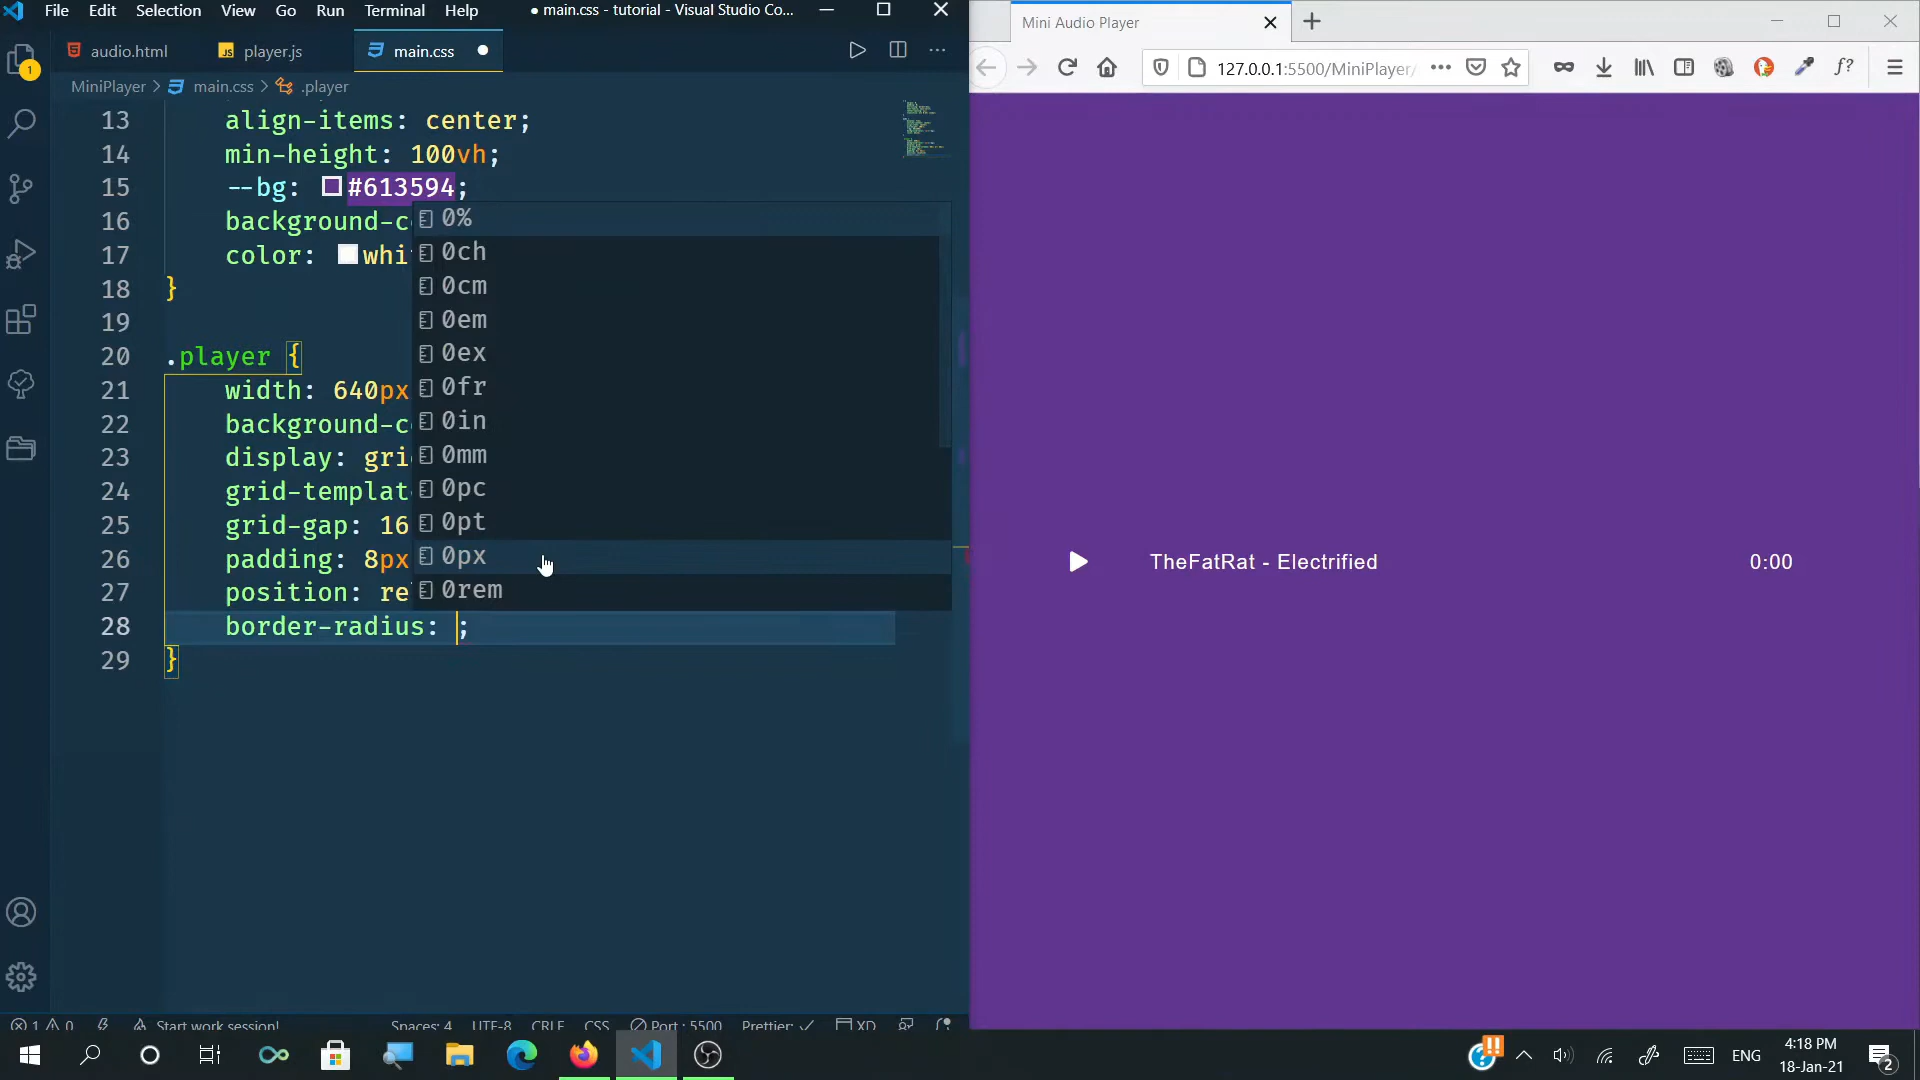 File Edit Selection View Go Run Terminal Help
● main.css - tutorial - Visual Studio Co...
audio.html
player.js
main.css
MiniPlayer > main.css > .player
13 align-items: center;
14 min-height: 100vh;
15 --bg: #613594;
16 background-c
17 color: whi
18 }
19
20 .player {
21 width: 640px
22 background-c
23 display: gri
24 grid-templat
25 grid-gap: 16
26 padding: 8px
27 position: re
28 border-radius: ;
29 }
0%
0ch
0cm
0em
0ex
0fr
0in
0mm
0pc
0pt
0px
0rem
1
1 0 Start work session! Spaces: 4 UTF-8 CRLF CSS Port : 5500 Prettier: ✓ XD
Mini Audio Player
127.0.0.1:5500/MiniPlayer/
f?
TheFatRat - Electrified
0:00
ENG
4:18 PM
18-Jan-21
2